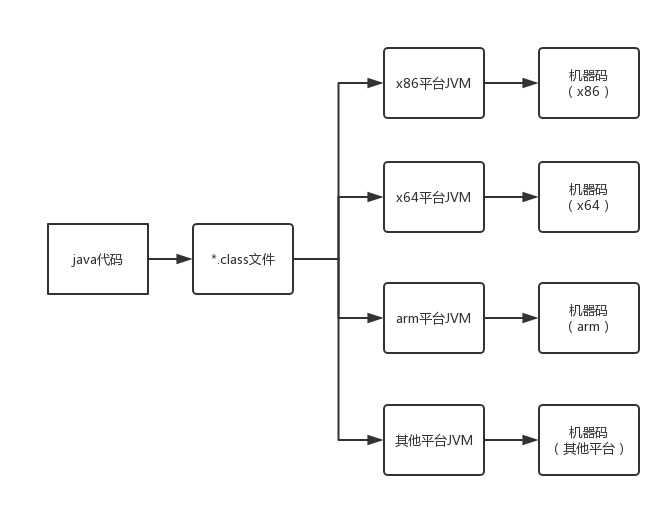 x86平台JVM
机器码
（ x86 ）
x64平台JVM
机器码
（ x64 ）
java代码
*.class文件
arm平台JVM
机器码
（ arm ）
其他平台JVM
机器码
（ 其他平台 ）